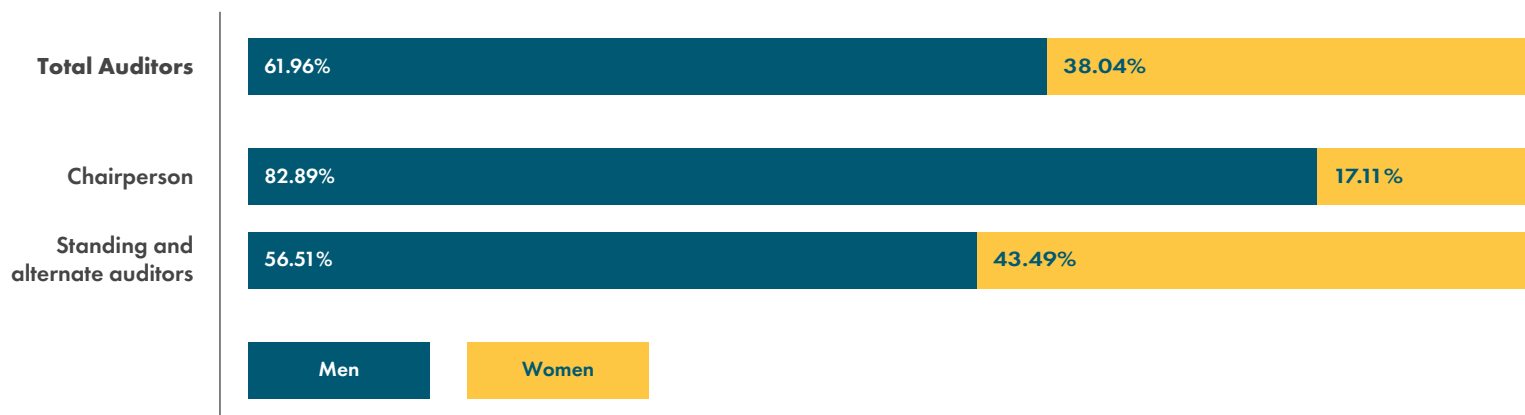 Total Auditors
61.96%
38.04%
Chairperson
82.89%
17.11%
Standing and
alternate auditors
56.51%
43.49%
Men
Women